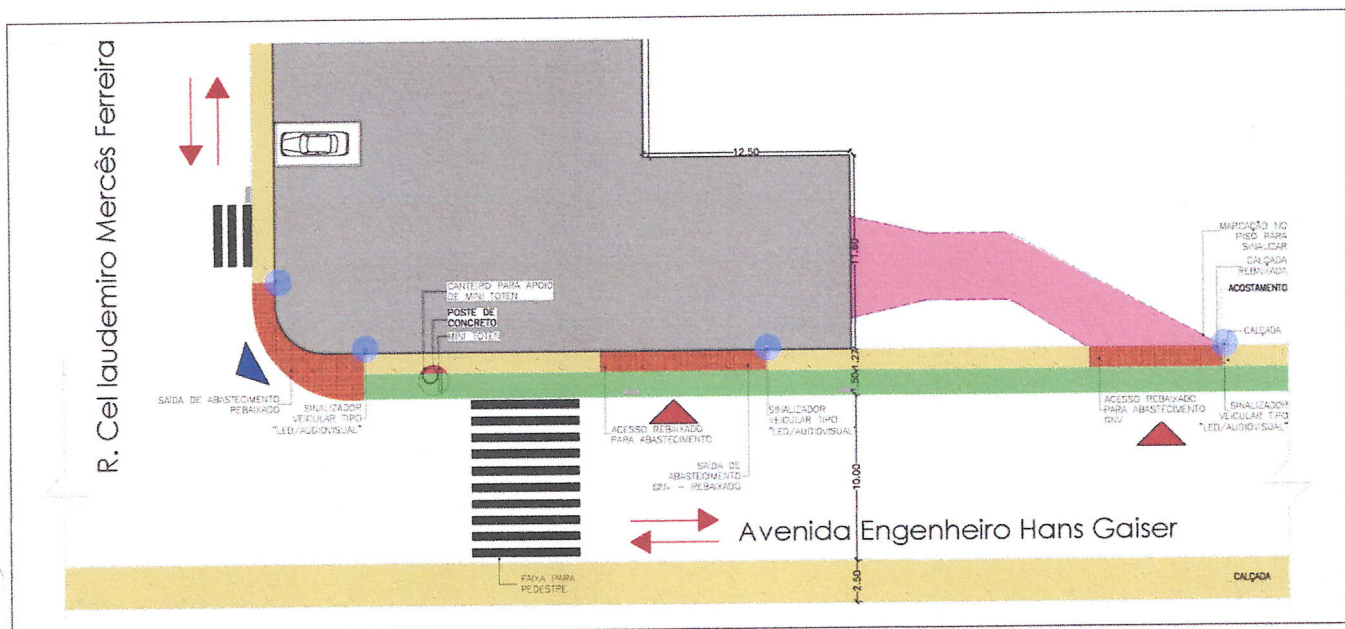 R. Cel laudemiro Mercês Ferreira
12.50
11.60
MARCAÇÃO NO
PISO PARA
SINALIZAR
CALÇADA
REBAIXADA
ACOSTAMENTO
CALÇADA
CANTEIRO PARA APOIO
DE MINI TOTEN
POSTE DE
CONCRETO
MINI TOTEN
1.50
1.27
SAÍDA DE ABASTECIMENTO
REBAIXADO
SINALIZADOR
VEICULAR TIPO
"LED/AUDIOVISUAL"
ACESSO REBAIXADO
PARA ABASTECIMENTO
SINALIZADOR
VEICULAR TIPO
"LED/AUDIOVISUAL"
SAÍDA DE
ABASTECIMENTO
GNV - REBAIXADO
ACESSO REBAIXADO
PARA ABASTECIMENTO
GNV
SINALIZADOR
VEICULAR TIPO
"LED/AUDIOVISUAL"
10.00
Avenida Engenheiro Hans Gaiser
FAIXA PARA
PEDESTRE
2.50
CALÇADA